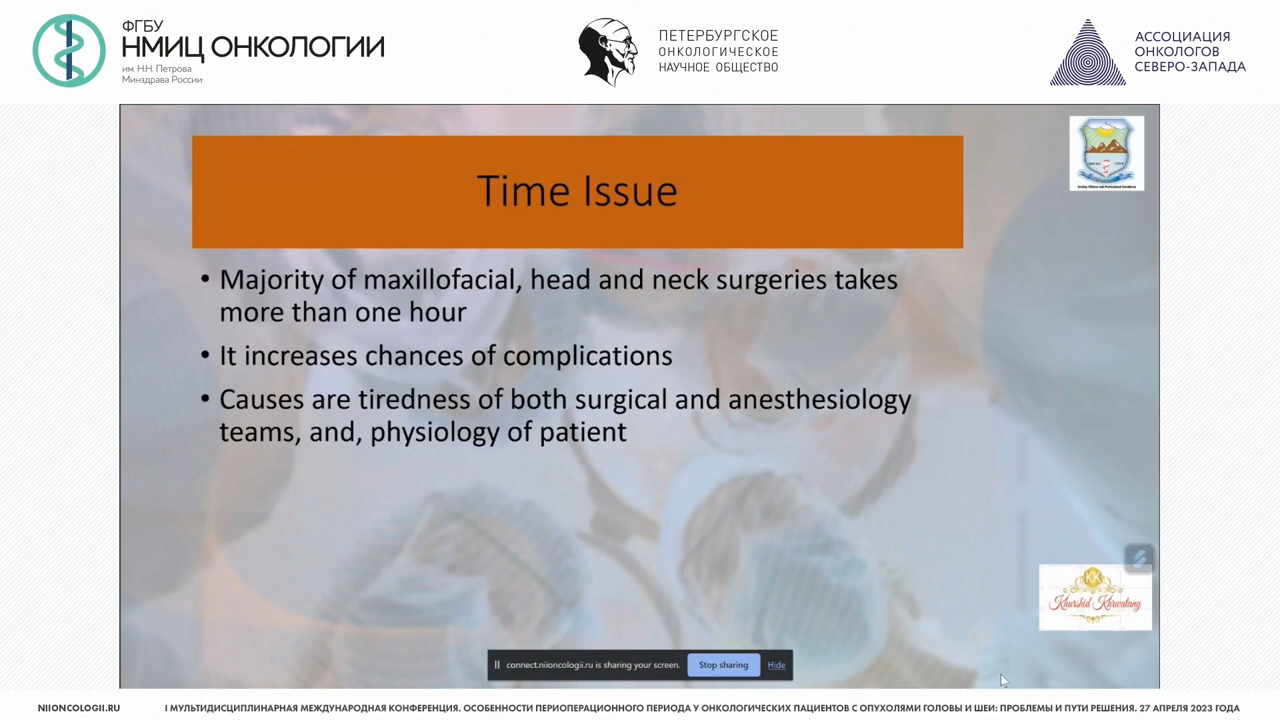 ФГБУ
НМИЦ ОНКОЛОГИИ
им. Н.Н. Петрова
Минздрава России
ПЕТЕРБУРГСКОЕ
ОНКОЛОГИЧЕСКОЕ
НАУЧНОЕ ОБЩЕСТВО
АССОЦИАЦИЯ
ОНКОЛОГОВ
СЕВЕРО-ЗАПАДА
Time Issue
• Majority of maxillofacial, head and neck surgeries takes
more than one hour
• It increases chances of complications
• Causes are tiredness of both surgical and anesthesiology
teams, and, physiology of patient
KK
Khurshid Khowalany
connect.niioncologii.ru is sharing your screen.
Stop sharing
Hide
NIIONCOLOGII.RU
I МУЛЬТИДИСЦИПЛИНАРНАЯ МЕЖДУНАРОДНАЯ КОНФЕРЕНЦИЯ. ОСОБЕННОСТИ ПЕРИОПЕРАЦИОННОГО ПЕРИОДА У ОНКОЛОГИЧЕСКИХ ПАЦИЕНТОВ С ОПУХОЛЯМИ ГОЛОВЫ И ШЕИ: ПРОБЛЕМЫ И ПУТИ РЕШЕНИЯ. 27 АПРЕЛЯ 2023 ГОДА